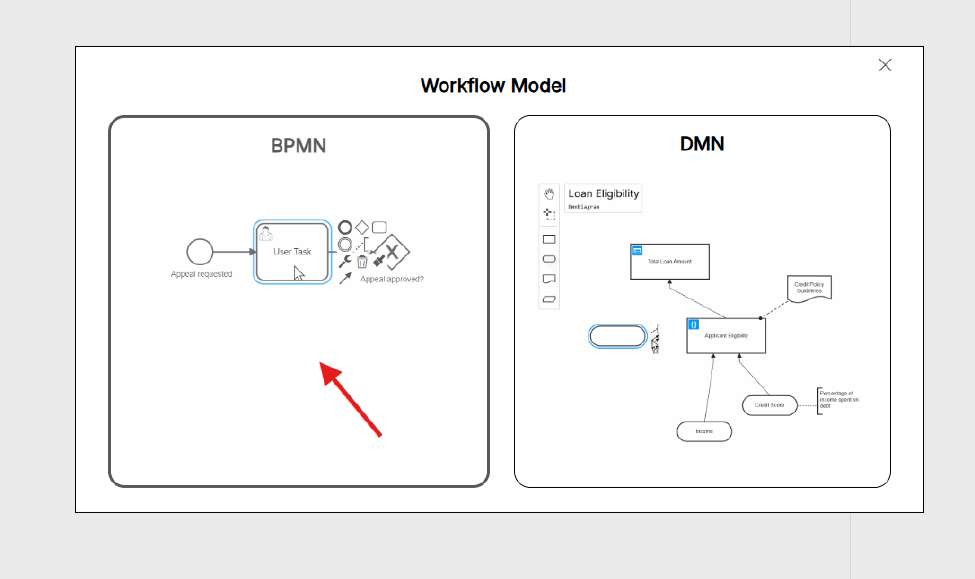 Workflow Model
BPMN
User Task
Appeal requested
Appeal approved?
DMN
Loan Eligibility
Total Loan Amount
Credit Policy
Guidelines
Applicant Eligibility
Percentage of
income spent on
debt
Credit Score
Income